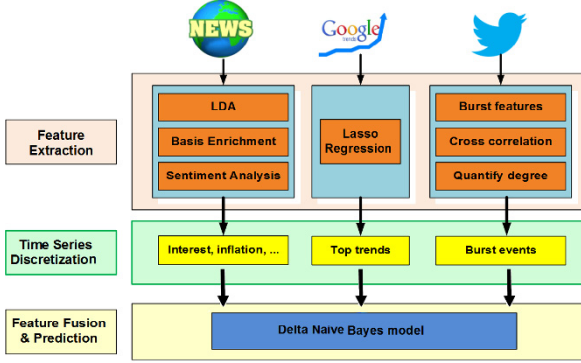 NEWS
Google
trends
Feature
Extraction
LDA
Basis Enrichment
Sentiment Analysis
Lasso
Regression
Burst features
Cross correlation
Quantify degree
Time Series
Discretization
Interest, inflation, ...
Top trends
Burst events
Feature Fusion
& Prediction
Delta Naive Bayes model